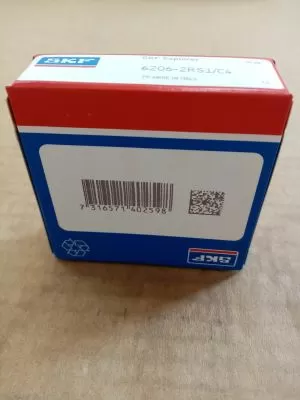 SKF
SKF Explorer
6206-2RS1/C4
7 316571 402598
SKF